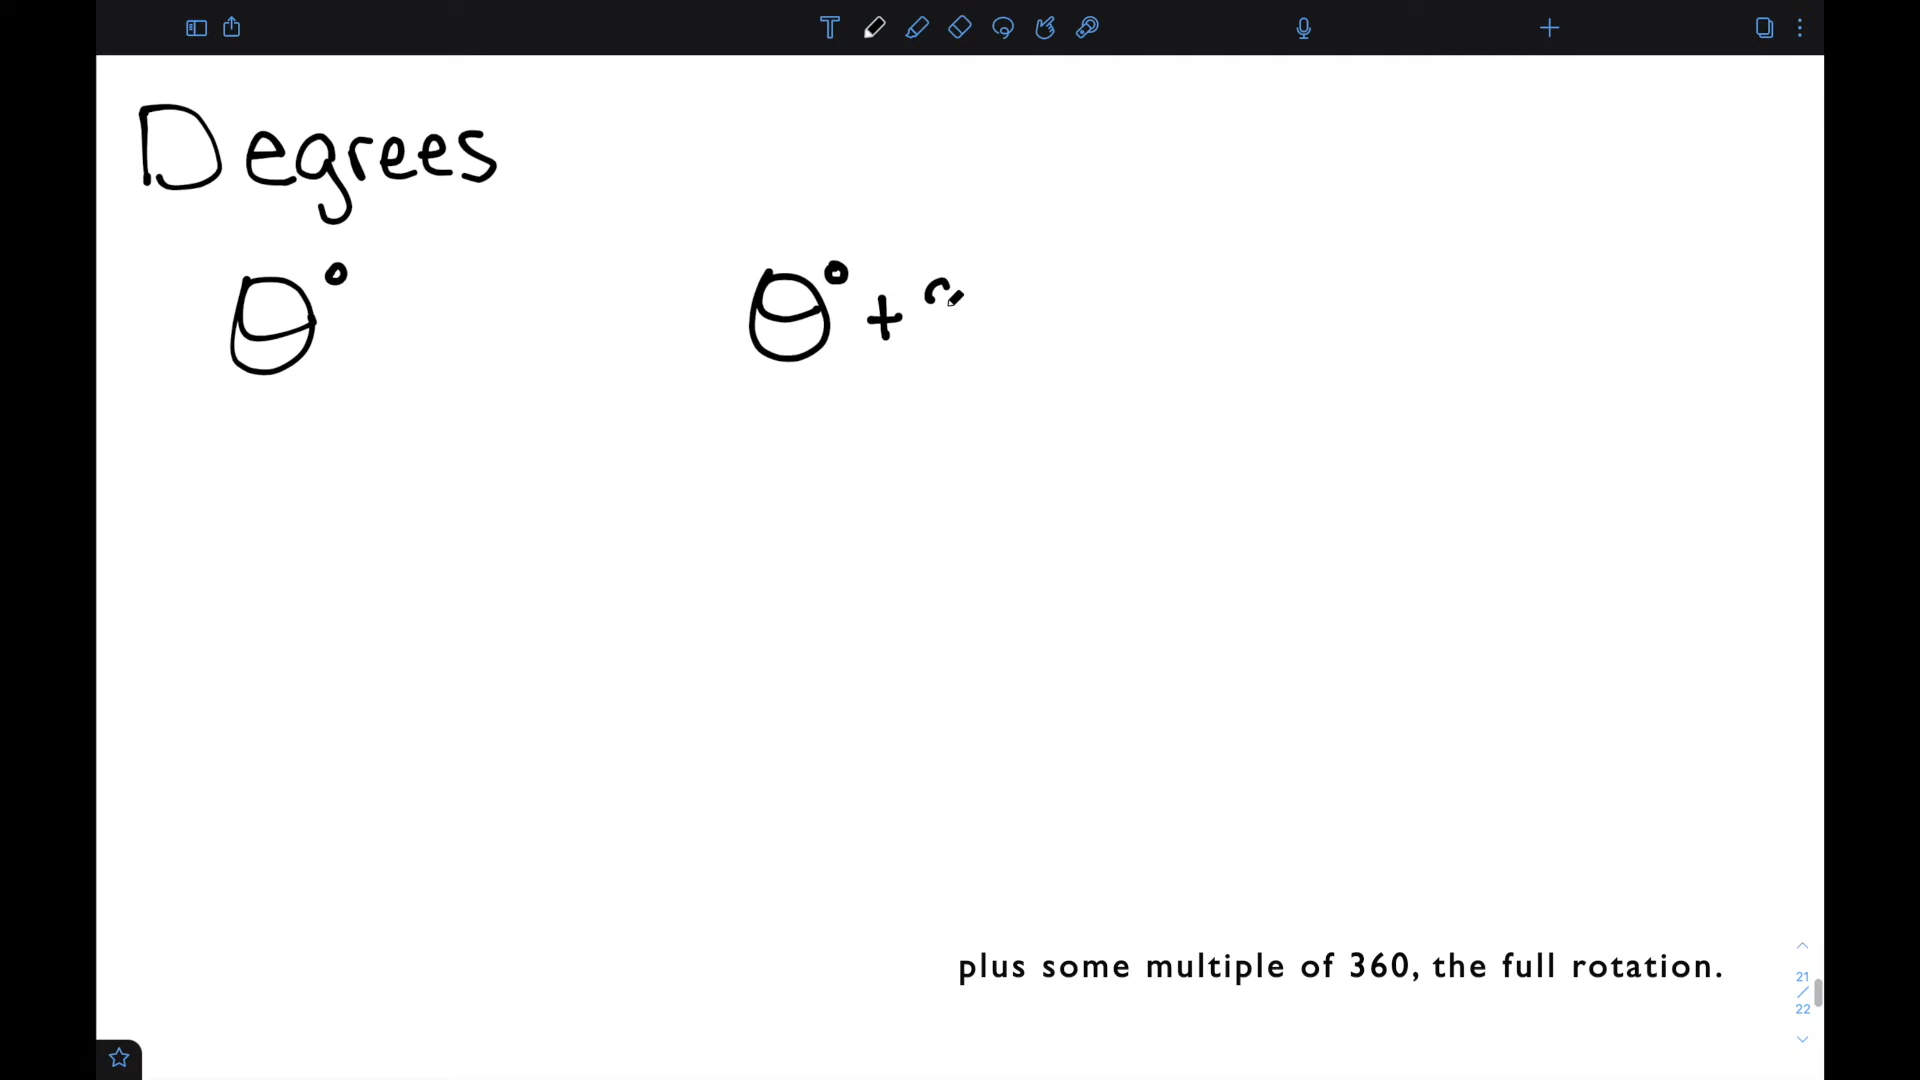 Degrees
θ° θ° +
plus some multiple of 360, the full rotation.
21
/
22